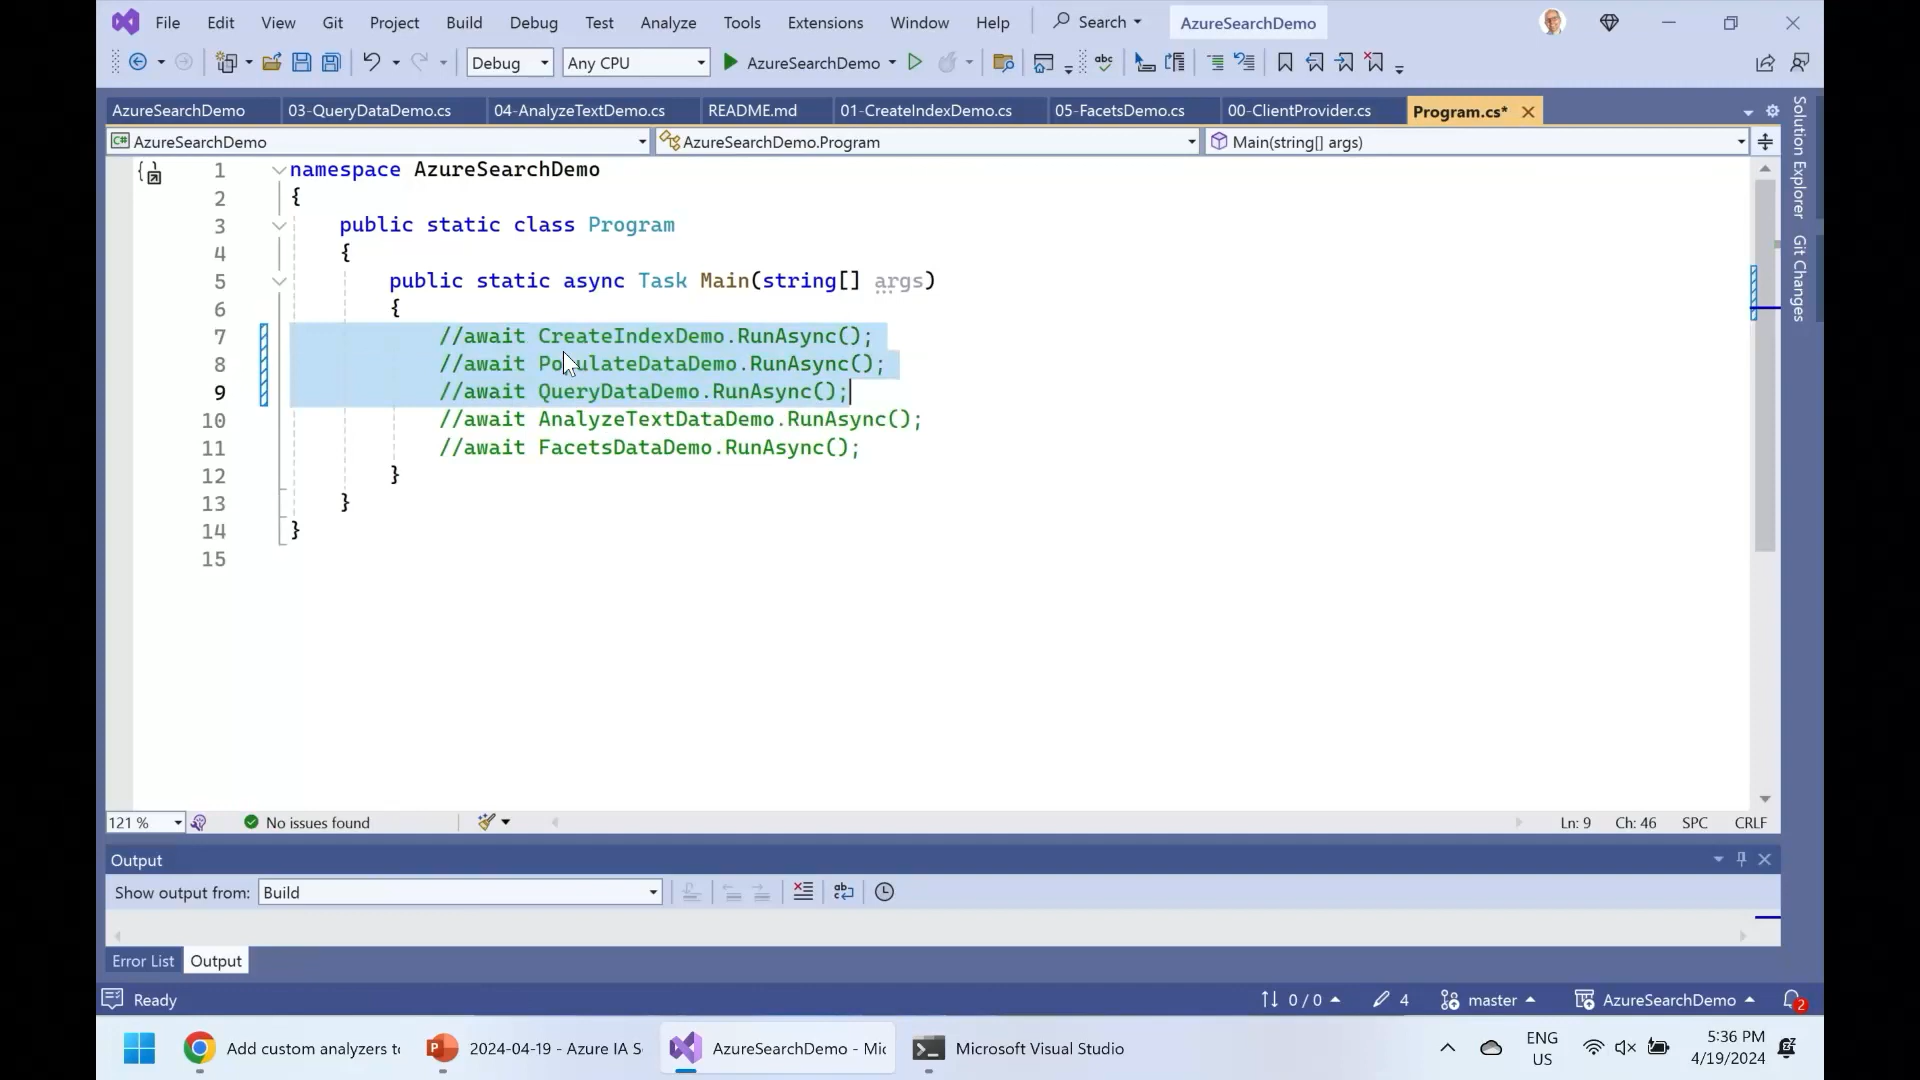 File Edit View Git Project Build Debug Test Analyze Tools Extensions Window Help Search AzureSearchDemo
Debug Any CPU AzureSearchDemo
AzureSearchDemo 03-QueryDataDemo.cs 04-AnalyzeTextDemo.cs README.md 01-CreateIndexDemo.cs 05-FacetsDemo.cs 00-ClientProvider.cs Program.cs*
AzureSearchDemo AzureSearchDemo.Program Main(string[] args)
Solution Explorer
Git Changes
1 namespace AzureSearchDemo
2 {
3 public static class Program
4 {
5 public static async Task Main(string[] args)
6 {
7 //await CreateIndexDemo.RunAsync();
8 //await PopulateDataDemo.RunAsync();
9 //await QueryDataDemo.RunAsync();
10 //await AnalyzeTextDataDemo.RunAsync();
11 //await FacetsDataDemo.RunAsync();
12 }
13 }
14 }
15
121 % No issues found Ln: 9 Ch: 46 SPC CRLF
Output
Show output from: Build
Error List Output
Ready 0 / 0 4 master AzureSearchDemo 2
Add custom analyzers to 2024-04-19 - Azure IA S AzureSearchDemo - Mic Microsoft Visual Studio ENG US 5:36 PM 4/19/2024